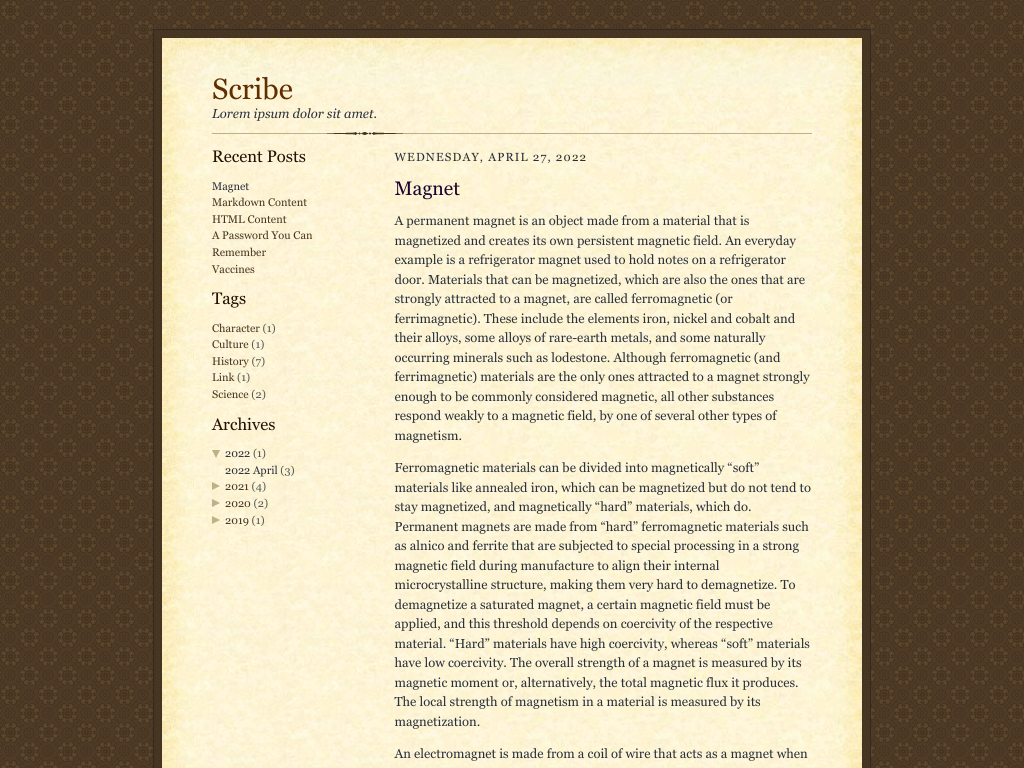 Scribe
Lorem ipsum dolor sit amet.
Recent Posts
Magnet
Markdown Content
HTML Content
A Password You Can
Remember
Vaccines
Tags
Character (1)
Culture (1)
History (7)
Link (1)
Science (2)
Archives
▼ 2022 (1)
2022 April (3)
► 2021 (4)
► 2020 (2)
► 2019 (1)
WEDNESDAY, APRIL 27, 2022
Magnet
A permanent magnet is an object made from a material that is
magnetized and creates its own persistent magnetic field. An everyday
example is a refrigerator magnet used to hold notes on a refrigerator
door. Materials that can be magnetized, which are also the ones that are
strongly attracted to a magnet, are called ferromagnetic (or
ferrimagnetic). These include the elements iron, nickel and cobalt and
their alloys, some alloys of rare-earth metals, and some naturally
occurring minerals such as lodestone. Although ferromagnetic (and
ferrimagnetic) materials are the only ones attracted to a magnet strongly
enough to be commonly considered magnetic, all other substances
respond weakly to a magnetic field, by one of several other types of
magnetism.
Ferromagnetic materials can be divided into magnetically “soft”
materials like annealed iron, which can be magnetized but do not tend to
stay magnetized, and magnetically “hard” materials, which do.
Permanent magnets are made from “hard” ferromagnetic materials such
as alnico and ferrite that are subjected to special processing in a strong
magnetic field during manufacture to align their internal
microcrystalline structure, making them very hard to demagnetize. To
demagnetize a saturated magnet, a certain magnetic field must be
applied, and this threshold depends on coercivity of the respective
material. “Hard” materials have high coercivity, whereas “soft” materials
have low coercivity. The overall strength of a magnet is measured by its
magnetic moment or, alternatively, the total magnetic flux it produces.
The local strength of magnetism in a material is measured by its
magnetization.
An electromagnet is made from a coil of wire that acts as a magnet when